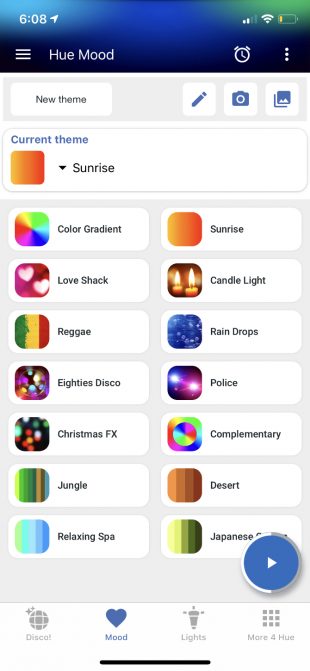 6:08
Hue Mood
New theme
Current theme
Sunrise
Color Gradient
Sunrise
Love Shack
Candle Light
Reggae
Rain Drops
Eighties Disco
Police
Christmas FX
Complementary
Jungle
Desert
Relaxing Spa
Japanese
Disco!
Mood
Lights
More 4 Hue